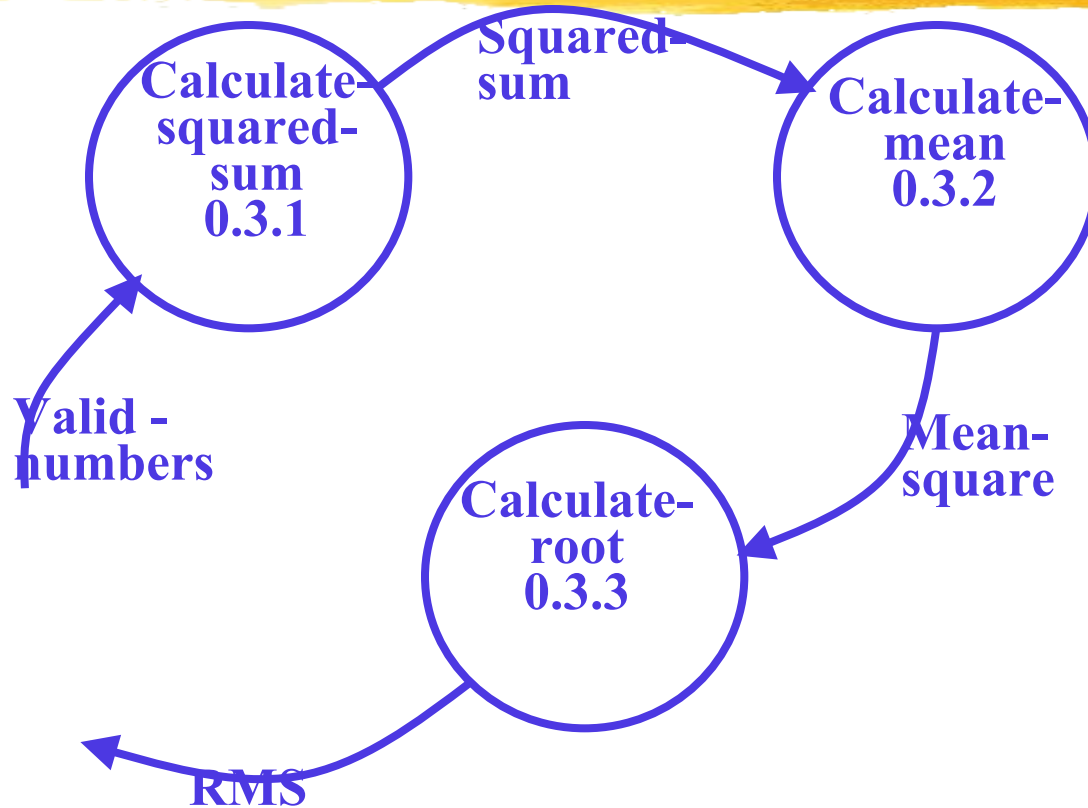 Calculate-
squared-
sum
0.3.1
Squared-
sum
Calculate-
mean
0.3.2
Valid -
numbers
Mean-
square
Calculate-
root
0.3.3
RMS